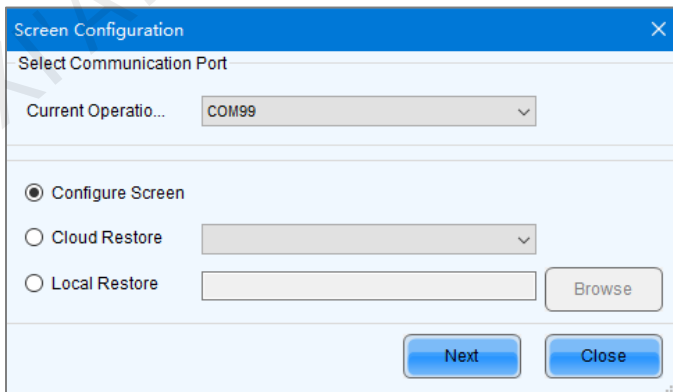 Screen Configuration
Select Communication Port
Current Operatio... COM99
Configure Screen
Cloud Restore
Local Restore Browse
Next Close